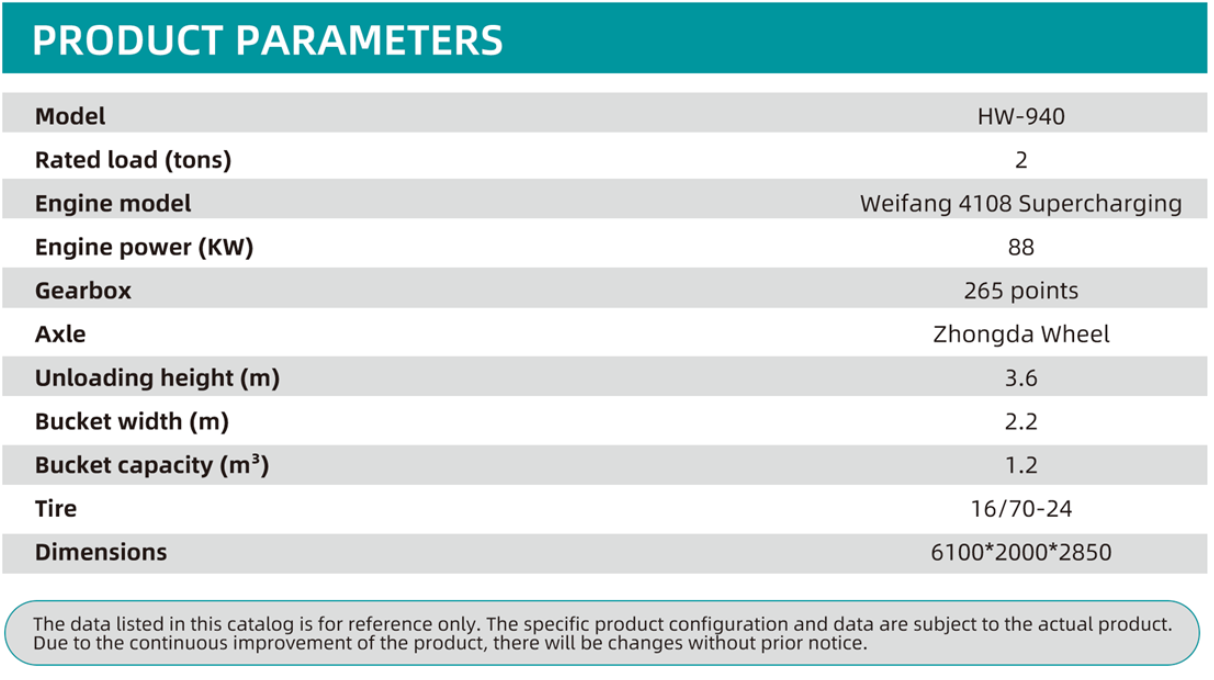 PRODUCT PARAMETERS
Model HW-940
Rated load (tons) 2
Engine model Weifang 4108 Supercharging
Engine power (KW) 88
Gearbox 265 points
Axle Zhongda Wheel
Unloading height (m) 3.6
Bucket width (m) 2.2
Bucket capacity (m³) 1.2
Tire 16/70-24
Dimensions 6100*2000*2850
The data listed in this catalog is for reference only. The specific product configuration and data are subject to the actual product.
Due to the continuous improvement of the product, there will be changes without prior notice.